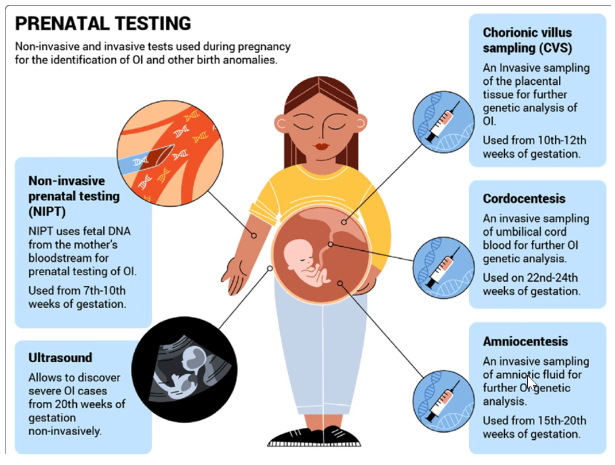 PRENATAL TESTING
Non-invasive and invasive tests used during pregnancy
for the identification of OI and other birth anomalies.
Non-invasive
prenatal testing
(NIPT)
NIPT uses fetal DNA
from the mother's
bloodstream for
prenatal testing of OI.
Used from 7th-10th
weeks of gestation.
Ultrasound
Allows to discover
severe OI cases
from 20th weeks of
gestation
non-invasively.
Chorionic villus
sampling (CVS)
An Invasive sampling
of the placental
tissue for further
genetic analysis of
OI.
Used from 10th-12th
weeks of gestation.
Cordocentesis
An invasive sampling
of umbilical cord
blood for further OI
genetic analysis.
Used on 22nd-24th
weeks of gestation.
Amniocentesis
An invasive sampling
of amniotic fluid for
further OI genetic
analysis.
Used from 15th-20th
weeks of gestation.